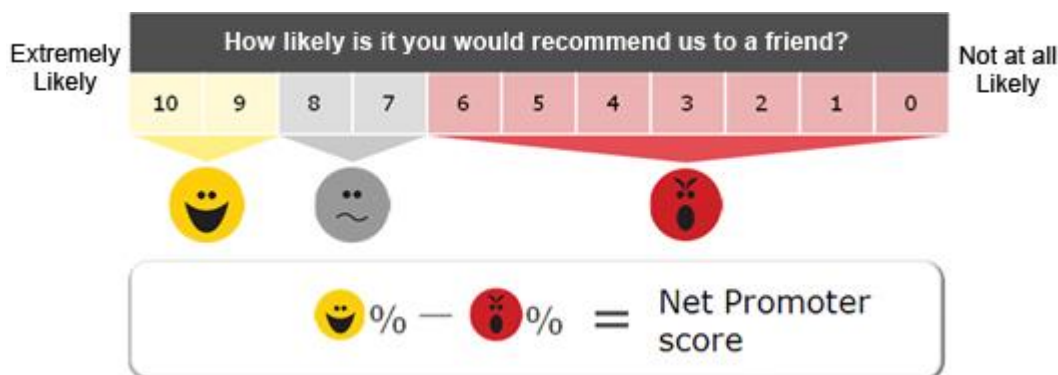 How likely is it you would recommend us to a friend?
Extremely
Likely
Not at all
Likely
10 9 8 7 6 5 4 3 2 1 0
% – % = Net Promoter
score